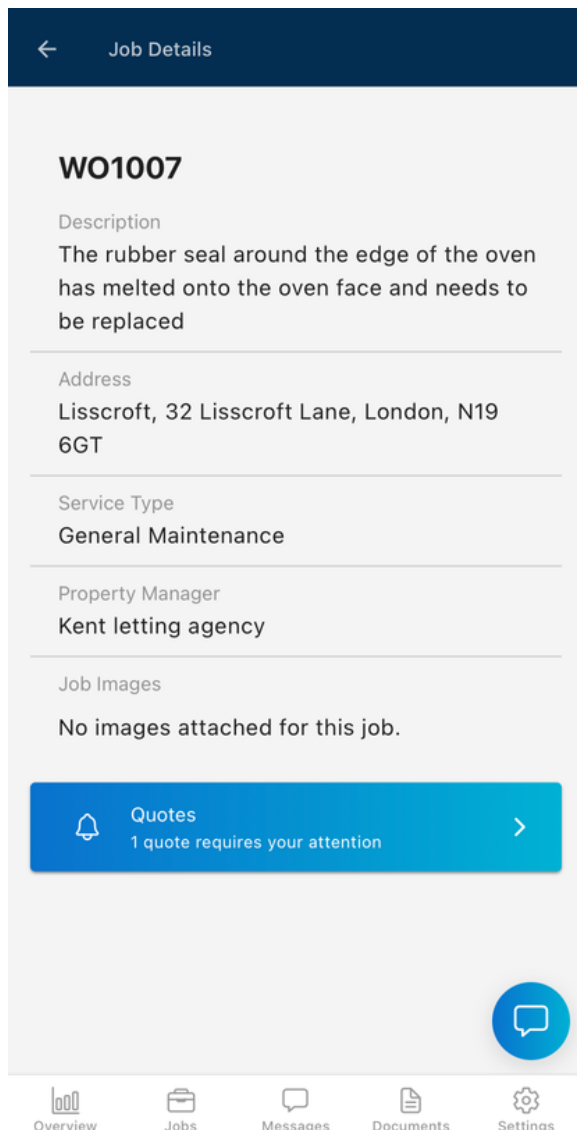 Job Details
WO1007
Description
The rubber seal around the edge of the oven
has melted onto the oven face and needs to
be replaced
Address
Lisscroft, 32 Lisscroft Lane, London, N19
6GT
Service Type
General Maintenance
Property Manager
Kent letting agency
Job Images
No images attached for this job.
Quotes
1 quote requires your attention
Overview Jobs Messages Documents Settings